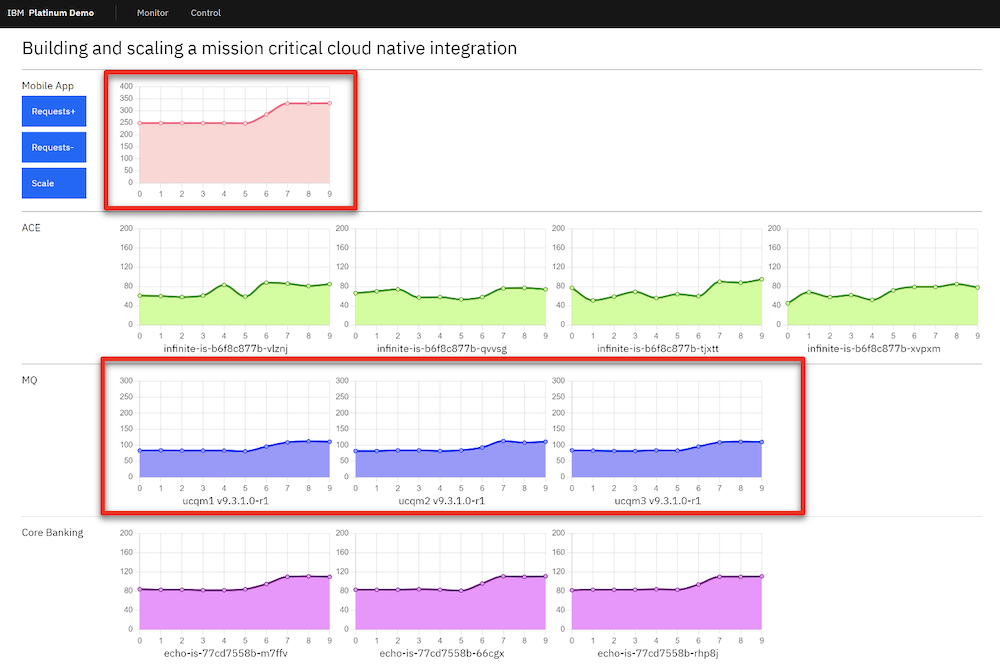 IBM Platinum Demo Monitor Control
Building and scaling a mission critical cloud native integration
Mobile App
Requests+
Requests-
Scale
400
350
300
250
200
150
100
50
0
0 1 2 3 4 5 6 7 8 9
ACE
200
160
120
80
40
0
0 1 2 3 4 5 6 7 8 9
infinite-is-b6f8c877b-vlznj
200
160
120
80
40
0
0 1 2 3 4 5 6 7 8 9
infinite-is-b6f8c877b-qvvsg
200
160
120
80
40
0
0 1 2 3 4 5 6 7 8 9
infinite-is-b6f8c877b-tjxtt
200
160
120
80
40
0
0 1 2 3 4 5 6 7 8 9
infinite-is-b6f8c877b-xvpxm
MQ
300
250
200
150
100
50
0
0 1 2 3 4 5 6 7 8 9
ucqm1 v9.3.1.0-r1
300
250
200
150
100
50
0
0 1 2 3 4 5 6 7 8 9
ucqm2 v9.3.1.0-r1
300
250
200
150
100
50
0
0 1 2 3 4 5 6 7 8 9
ucqm3 v9.3.1.0-r1
Core Banking
200
160
120
80
40
0
0 1 2 3 4 5 6 7 8 9
echo-is-77cd7558b-m7ffv
200
160
120
80
40
0
0 1 2 3 4 5 6 7 8 9
echo-is-77cd7558b-66cgx
200
160
120
80
40
0
0 1 2 3 4 5 6 7 8 9
echo-is-77cd7558b-rhp8j